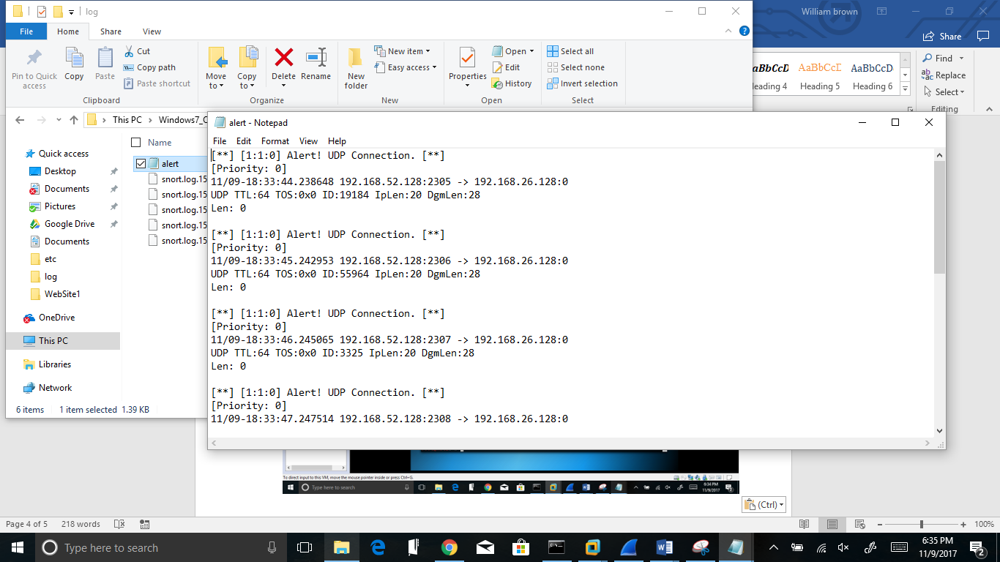 log
William brown
File Home Share View
Share
Pin to Quick access
Copy
Paste
Cut
Copy path
Paste shortcut
Clipboard
Move to
Copy to
Delete
Rename
Organize
New folder
New item
Easy access
New
Properties
Open
Edit
History
Open
Select all
Select none
Invert selection
Select
AaBbCcD AaBbCcD
Heading 4 Heading 5 Heading 6
Find
Replace
Select
Editing
This PC > Windows7_C
Name
Quick access
Desktop
Documents
Pictures
Google Drive
Documents
etc
log
WebSite1
OneDrive
This PC
Libraries
Network
alert
snort.log.15
snort.log.15
snort.log.15
snort.log.15
snort.log.15
6 items 1 item selected 1.39 KB
alert - Notepad
File Edit Format View Help
[**] [1:1:0] Alert! UDP Connection. [**]
[Priority: 0]
11/09-18:33:44.238648 192.168.52.128:2305 -> 192.168.26.128:0
UDP TTL:64 TOS:0x0 ID:19184 IpLen:20 DgmLen:28
Len: 0
[**] [1:1:0] Alert! UDP Connection. [**]
[Priority: 0]
11/09-18:33:45.242953 192.168.52.128:2306 -> 192.168.26.128:0
UDP TTL:64 TOS:0x0 ID:55964 IpLen:20 DgmLen:28
Len: 0
[**] [1:1:0] Alert! UDP Connection. [**]
[Priority: 0]
11/09-18:33:46.245065 192.168.52.128:2307 -> 192.168.26.128:0
UDP TTL:64 TOS:0x0 ID:3325 IpLen:20 DgmLen:28
Len: 0
[**] [1:1:0] Alert! UDP Connection. [**]
[Priority: 0]
11/09-18:33:47.247514 192.168.52.128:2308 -> 192.168.26.128:0
To direct input to this VM, move the mouse pointer inside or press Ctrl+G.
Type here to search
6:34 PM
11/9/2017
(Ctrl)
Page 4 of 5 218 words
100%
Type here to search
6:35 PM
11/9/2017
2